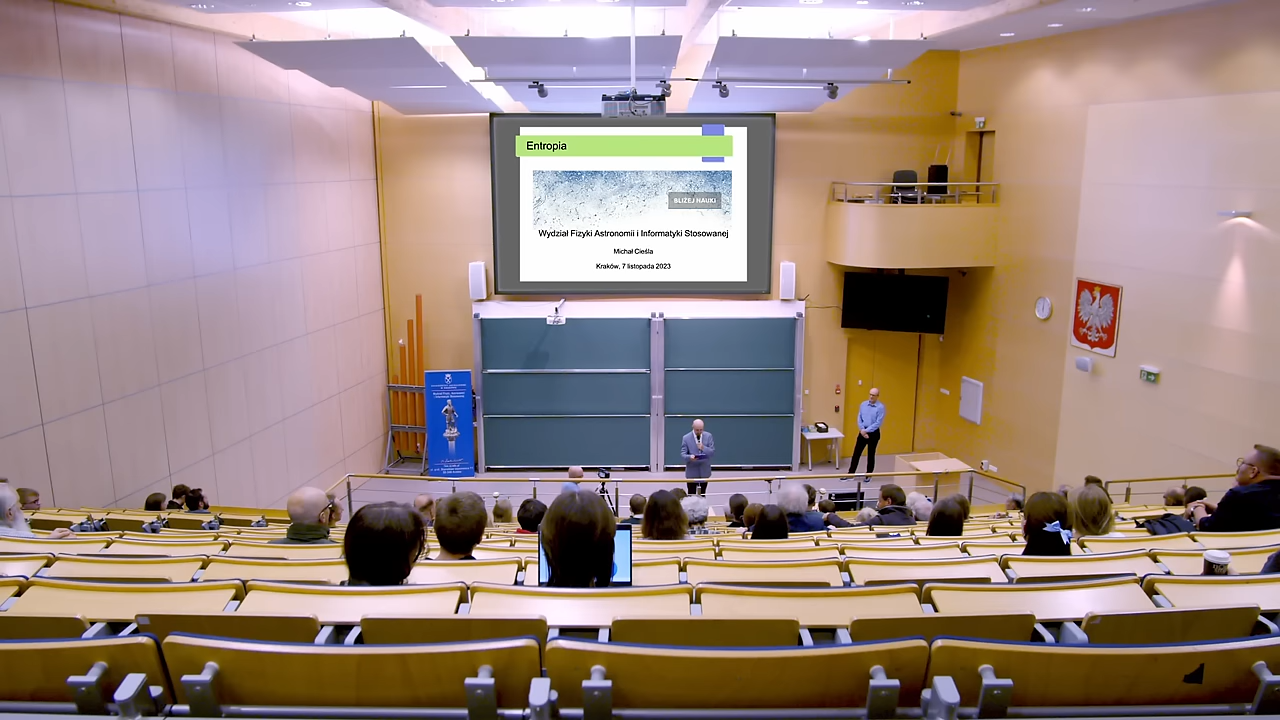 Entropia
BLIŻEJ NAUKI
Wydział Fizyki Astronomii i Informatyki Stosowanej
Michał Cieśla
Kraków, 7 listopada 2023